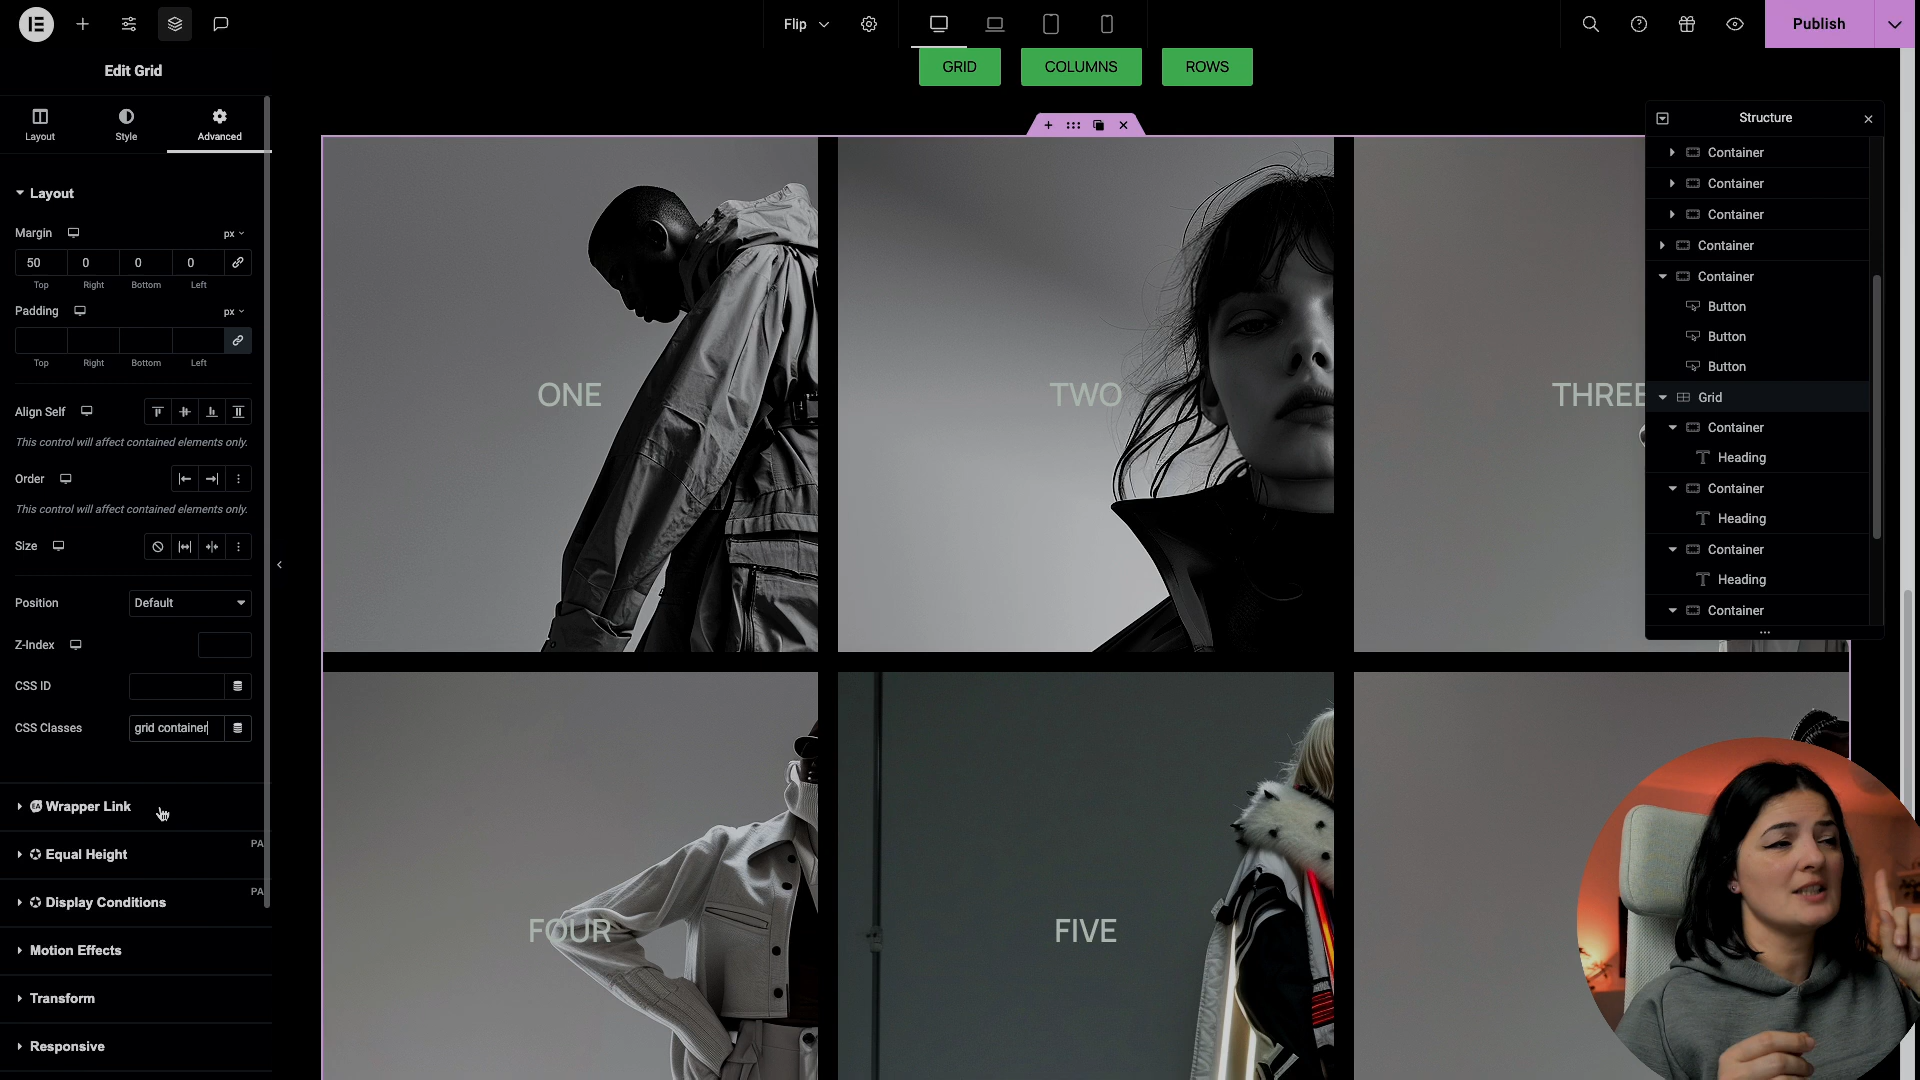 Flip
Publish
Edit Grid
GRID
COLUMNS
ROWS
Layout
Style
Advanced
Structure
Container
Container
Container
Container
Container
Button
Button
Button
Grid
Container
Heading
Container
Heading
Container
Heading
Container
Layout
Margin
px
50
0
0
0
Top
Right
Bottom
Left
Padding
px
Top
Right
Bottom
Left
Align Self
This control will affect contained elements only.
Order
This control will affect contained elements only.
Size
Position
Default
Z-Index
CSS ID
CSS Classes
grid container
Wrapper Link
Equal Height
PA
Display Conditions
PA
Motion Effects
Transform
Responsive
ONE
TWO
THREE
FOUR
FIVE